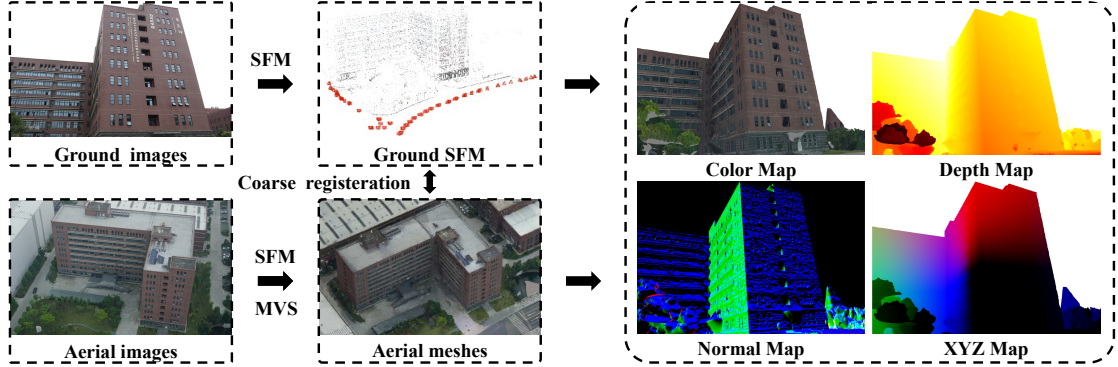 SFM
Ground images
Ground SFM
Coarse registeration
SFM
MVS
Aerial images
Aerial meshes
Color Map
Depth Map
Normal Map
XYZ Map